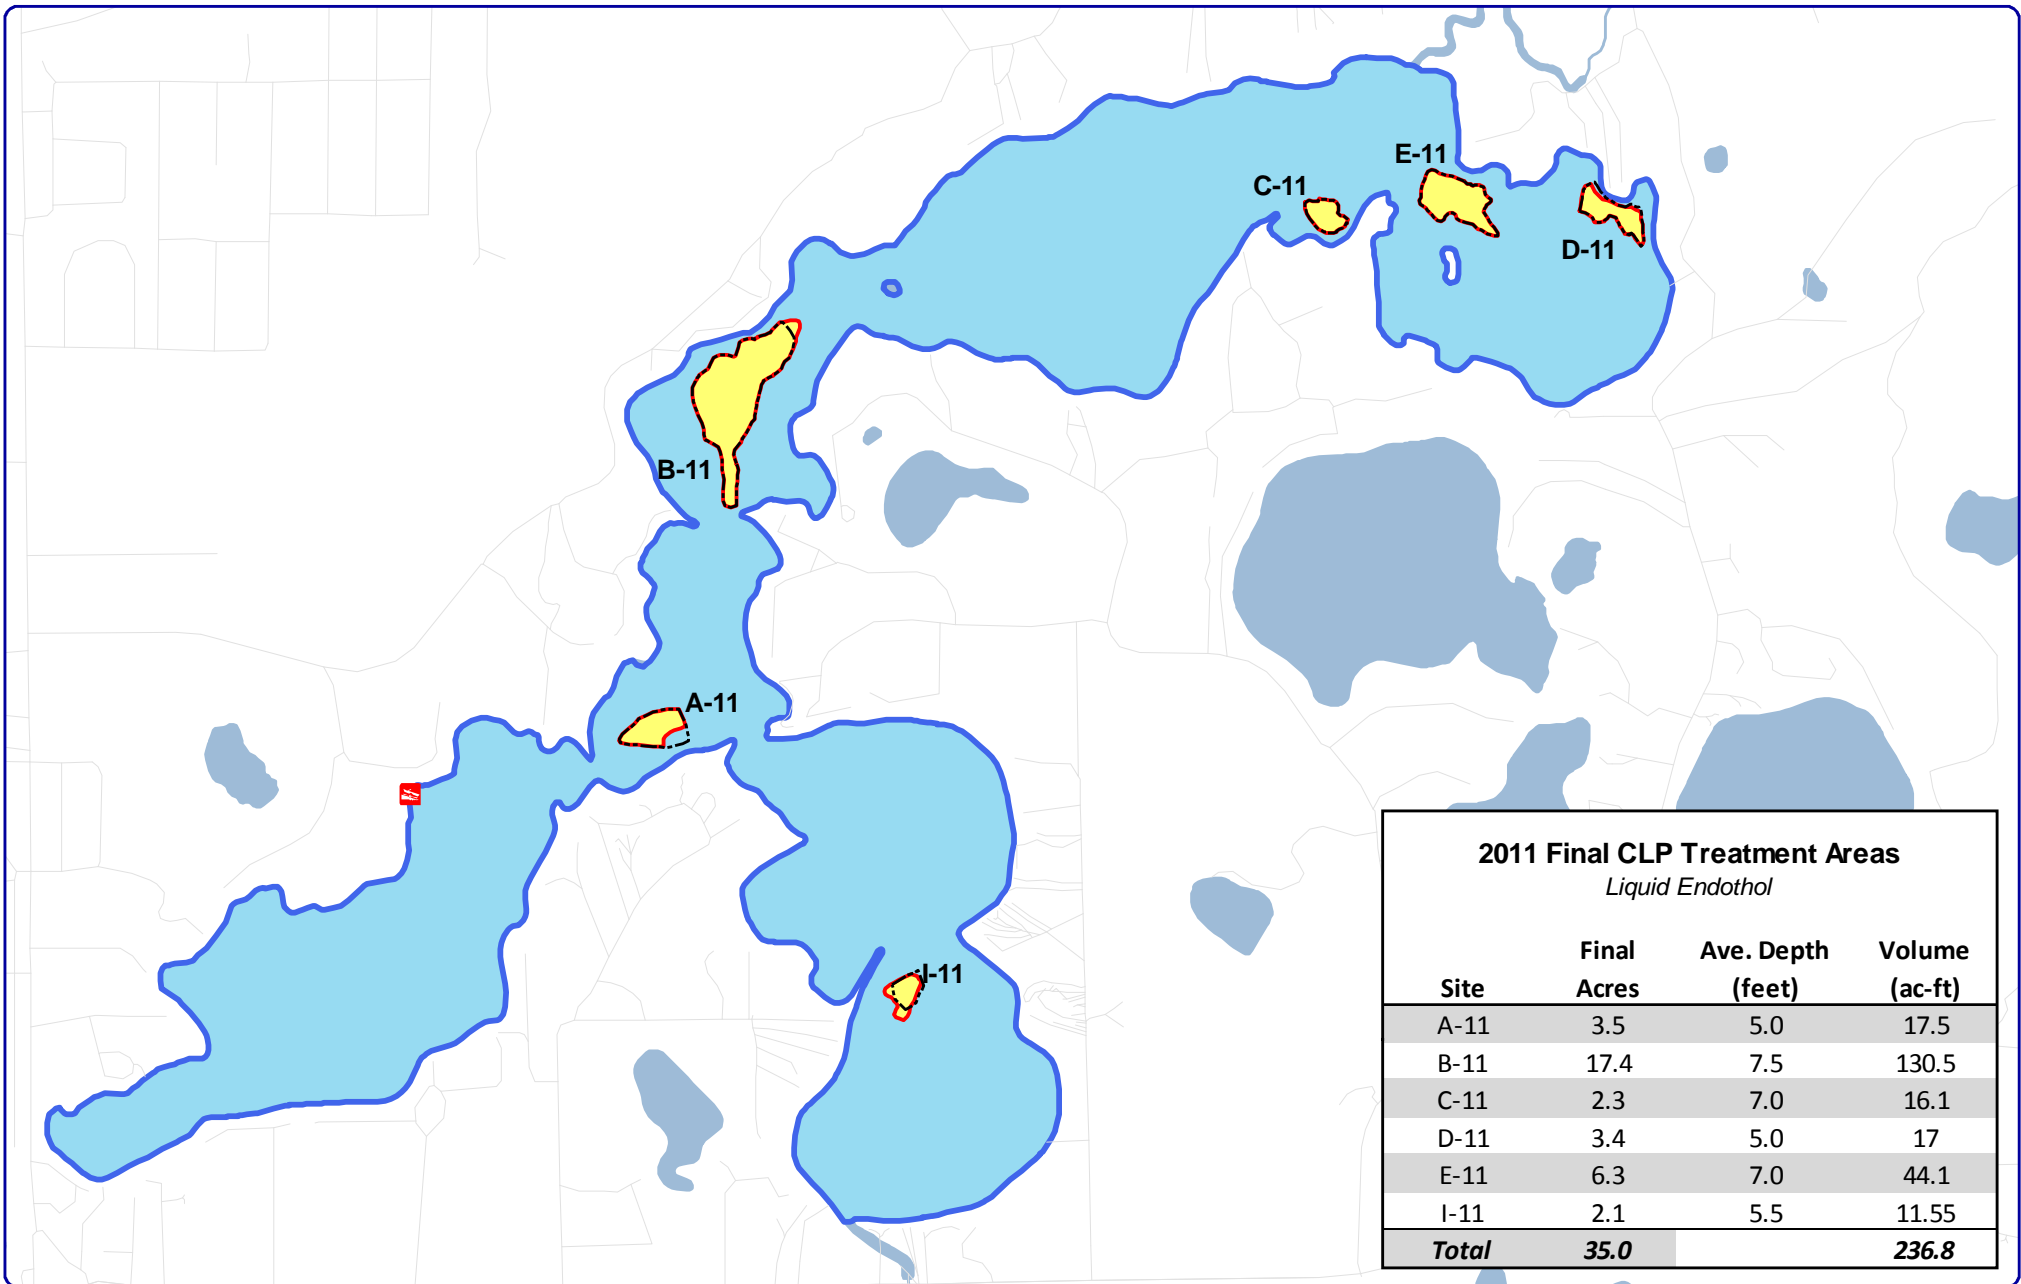 E-11
C-11
D-11
B-11
A-11
I-11
2011 Final CLP Treatment Areas
Liquid Endothol
Site Final Acres Ave. Depth (feet) Volume (ac-ft)
A-11 3.5 5.0 17.5
B-11 17.4 7.5 130.5
C-11 2.3 7.0 16.1
D-11 3.4 5.0 17
E-11 6.3 7.0 44.1
I-11 2.1 5.5 11.55
Total 35.0 236.8